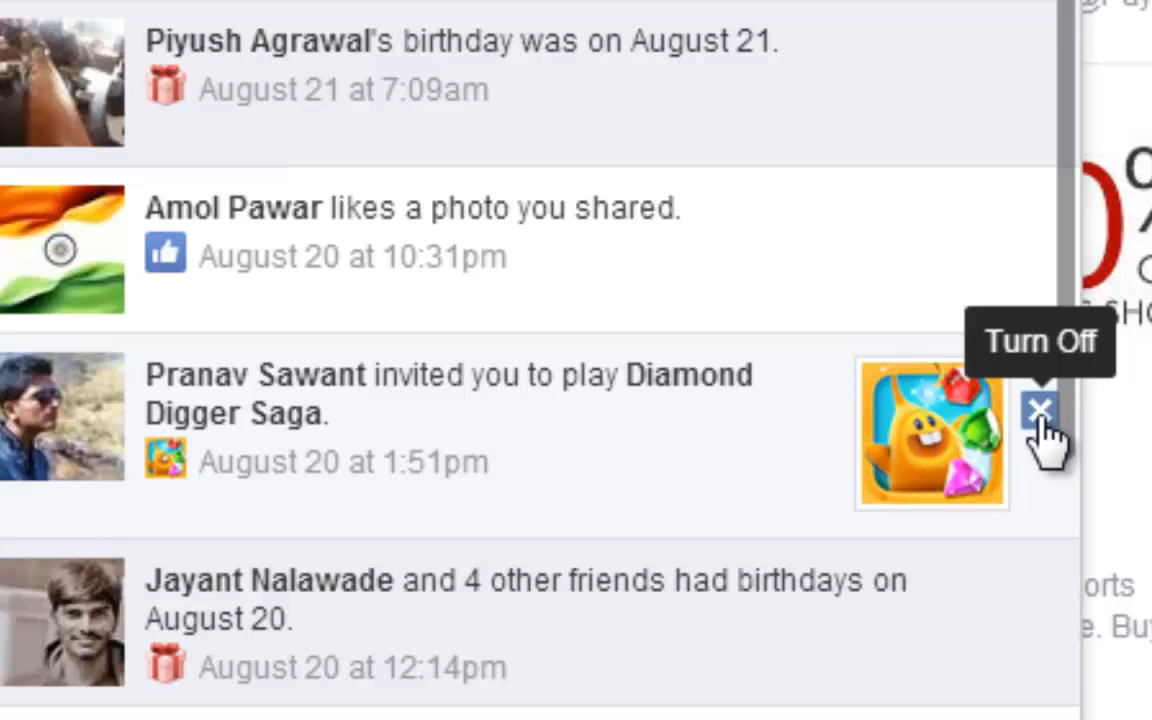 Piyush Agrawal's birthday was on August 21.
August 21 at 7:09am
Amol Pawar likes a photo you shared.
August 20 at 10:31pm
Turn Off
Pranav Sawant invited you to play Diamond
Digger Saga.
August 20 at 1:51pm
Jayant Nalawade and 4 other friends had birthdays on
August 20.
August 20 at 12:14pm
orts
e. Bu